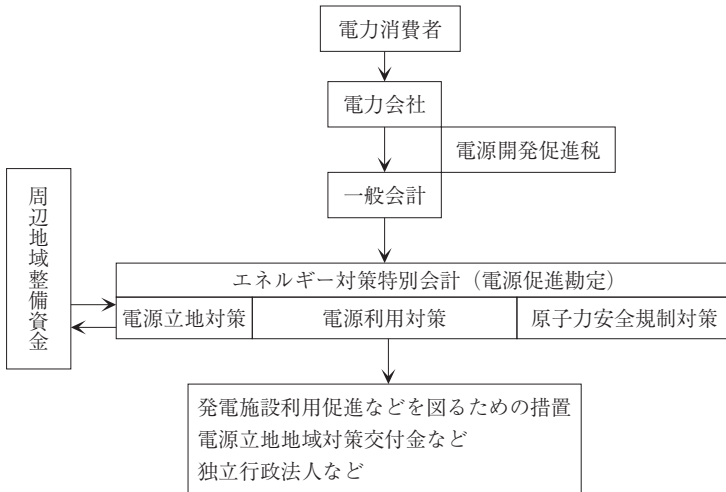 電力消費者
電力会社
電源開発促進税
一般会計
周辺地域整備資金
エネルギー対策特別会計（電源促進勘定）
電源立地対策
電源利用対策
原子力安全規制対策
発電施設利用促進などを図るための措置
電源立地地域対策交付金など
独立行政法人など